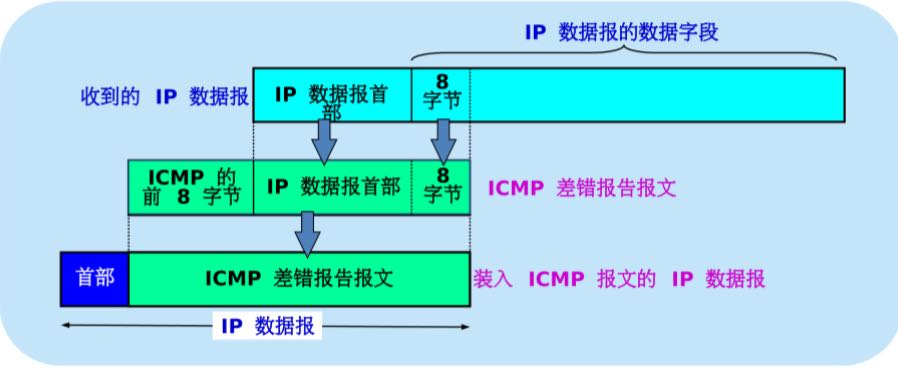 IP 数据报的数据字段
收到的 IP 数据报
IP 数据报首
部
8
字节
ICMP 的
前 8 字节
IP 数据报首部
8
字节
ICMP 差错报告报文
首部
ICMP 差错报告报文
装入 ICMP 报文的 IP 数据报
IP 数据报